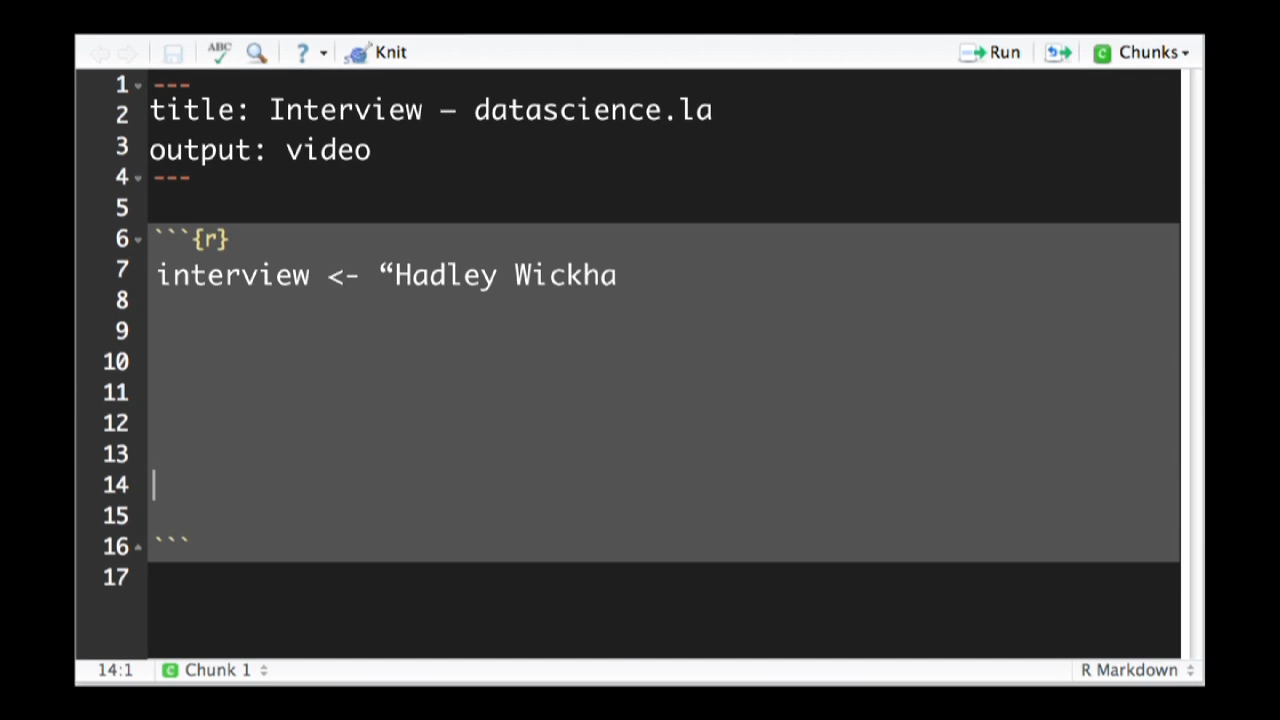 ABC ? Knit Run C Chunks
1 ---
2 title: Interview – datascience.la
3 output: video
4 ---
5
6 ```{r}
7 interview <- “Hadley Wickha
8
9
10
11
12
13
14
15
16 ```
17
14:1 C Chunk 1 R Markdown